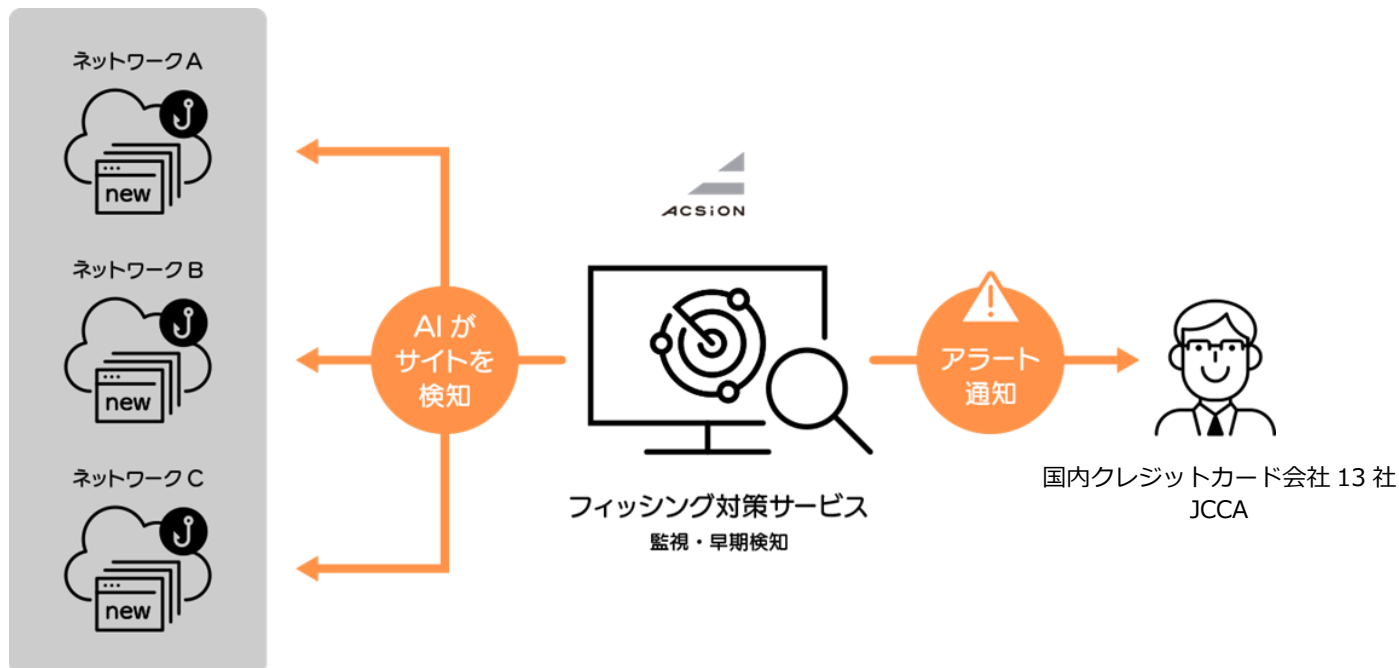 ネットワークA
new
ネットワークB
new
ネットワークC
new
AIが
サイトを
検知
ACSiON
フィッシング対策サービス
監視・早期検知
アラート
通知
国内クレジットカード会社 13 社
JCCA